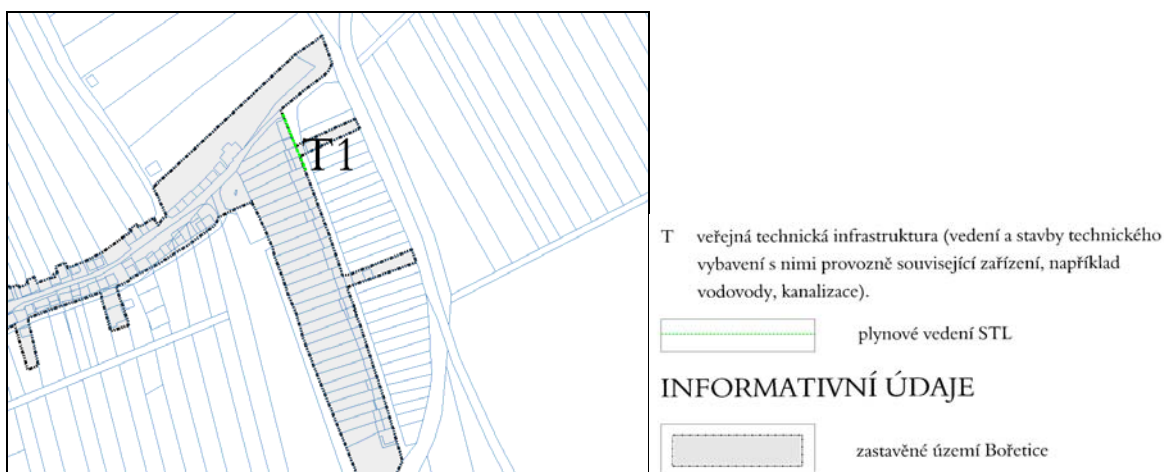 T1
T veřejná technická infrastruktura (vedení a stavby technického
vybavení s nimi provozně související zařízení, například
vodovody, kanalizace).
plynové vedení STL
INFORMATIVNÍ ÚDAJE
zastavěné území Bořetice